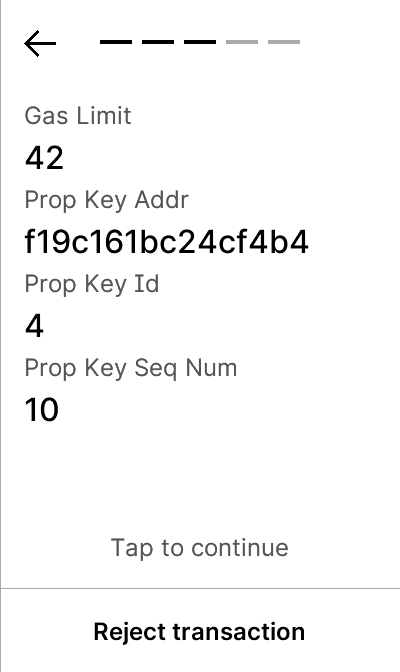 Gas Limit
42
Prop Key Addr
f19c161bc24cf4b4
Prop Key Id
4
Prop Key Seq Num
10
Tap to continue
Reject transaction